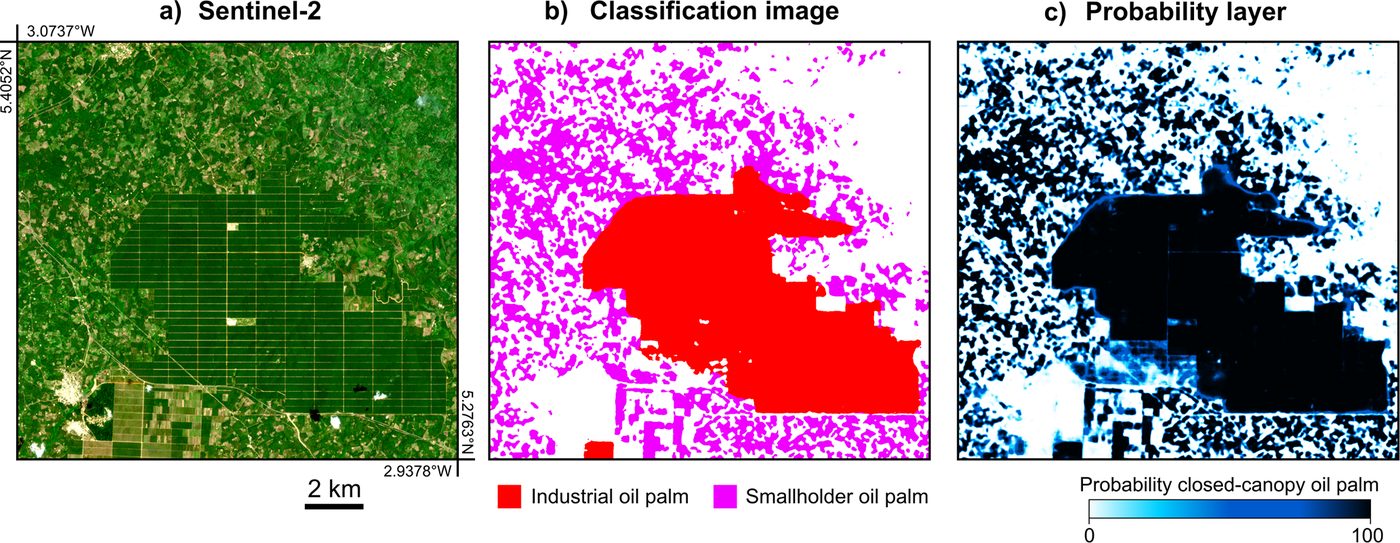 a) Sentinel-2
b) Classification image
c) Probability layer
3.0737°W
5.4052°N
5.2763°N
2.9378°W
2 km
Industrial oil palm
Smallholder oil palm
Probability closed-canopy oil palm
0
100